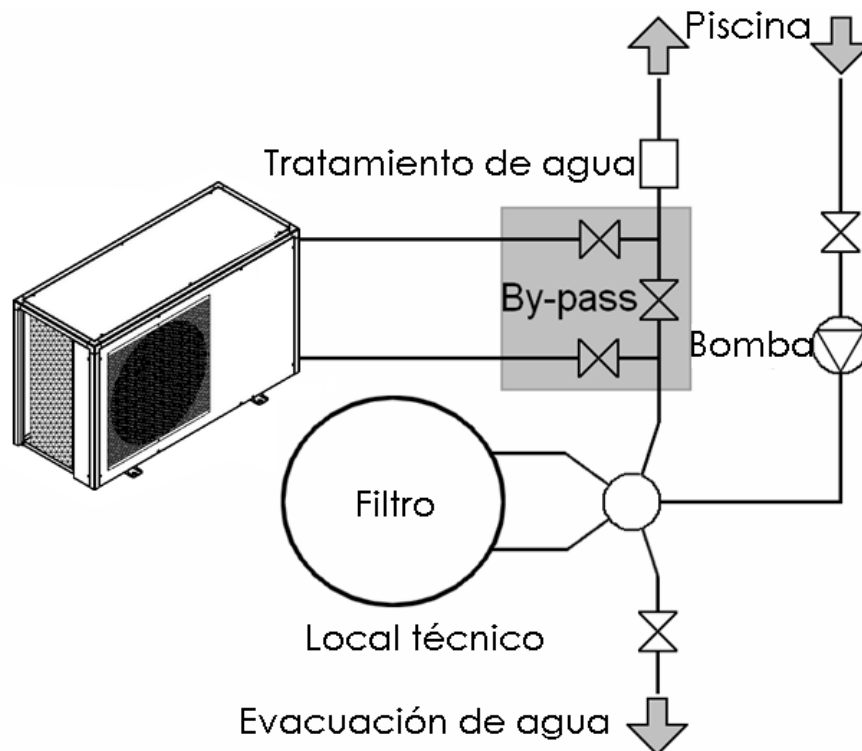 Piscina
Tratamiento de agua
By-pass
Bomba
Filtro
Local técnico
Evacuación de agua